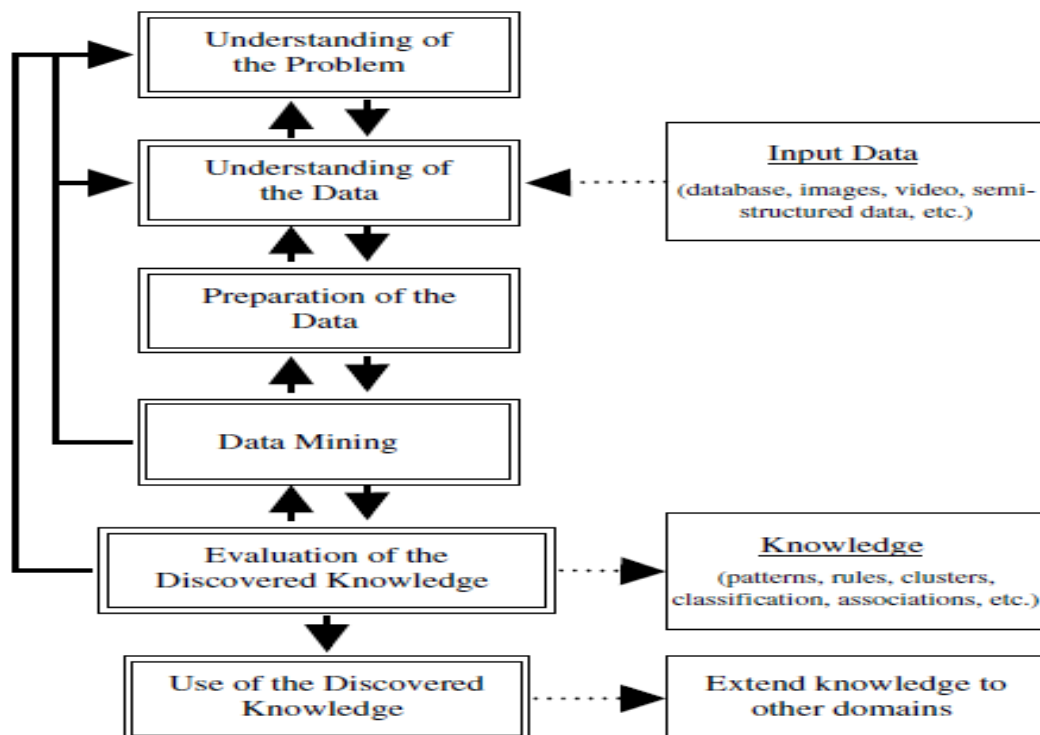 Understanding of
the Problem
Understanding of
the Data
Input Data
(database, images, video, semi-
structured data, etc.)
Preparation of the
Data
Data Mining
Evaluation of the
Discovered Knowledge
Knowledge
(patterns, rules, clusters,
classification, associations, etc.)
Use of the Discovered
Knowledge
Extend knowledge to
other domains